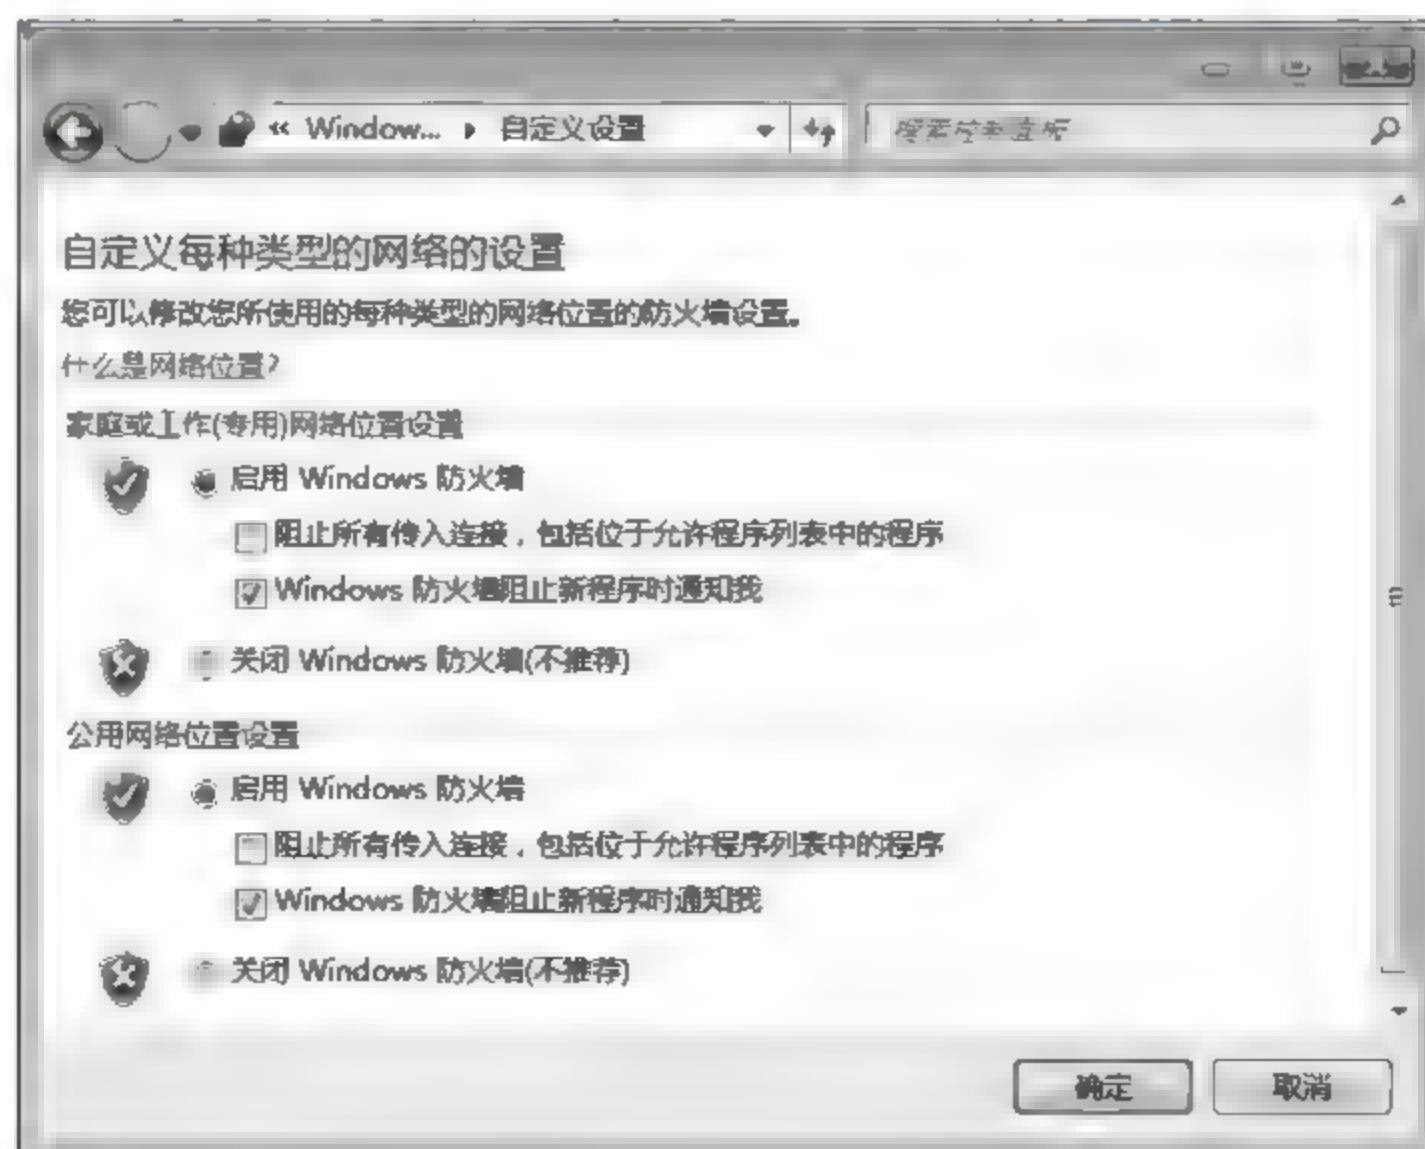 « Window... ▸ 自定义设置
搜索控制面板
自定义每种类型的网络的设置
您可以修改您所使用的每种类型的网络位置的防火墙设置。
什么是网络位置?
家庭或工作(专用)网络位置设置
启用 Windows 防火墙
阻止所有传入连接，包括位于允许程序列表中的程序
Windows 防火墙阻止新程序时通知我
关闭 Windows 防火墙(不推荐)
公用网络位置设置
启用 Windows 防火墙
阻止所有传入连接，包括位于允许程序列表中的程序
Windows 防火墙阻止新程序时通知我
关闭 Windows 防火墙(不推荐)
确定
取消